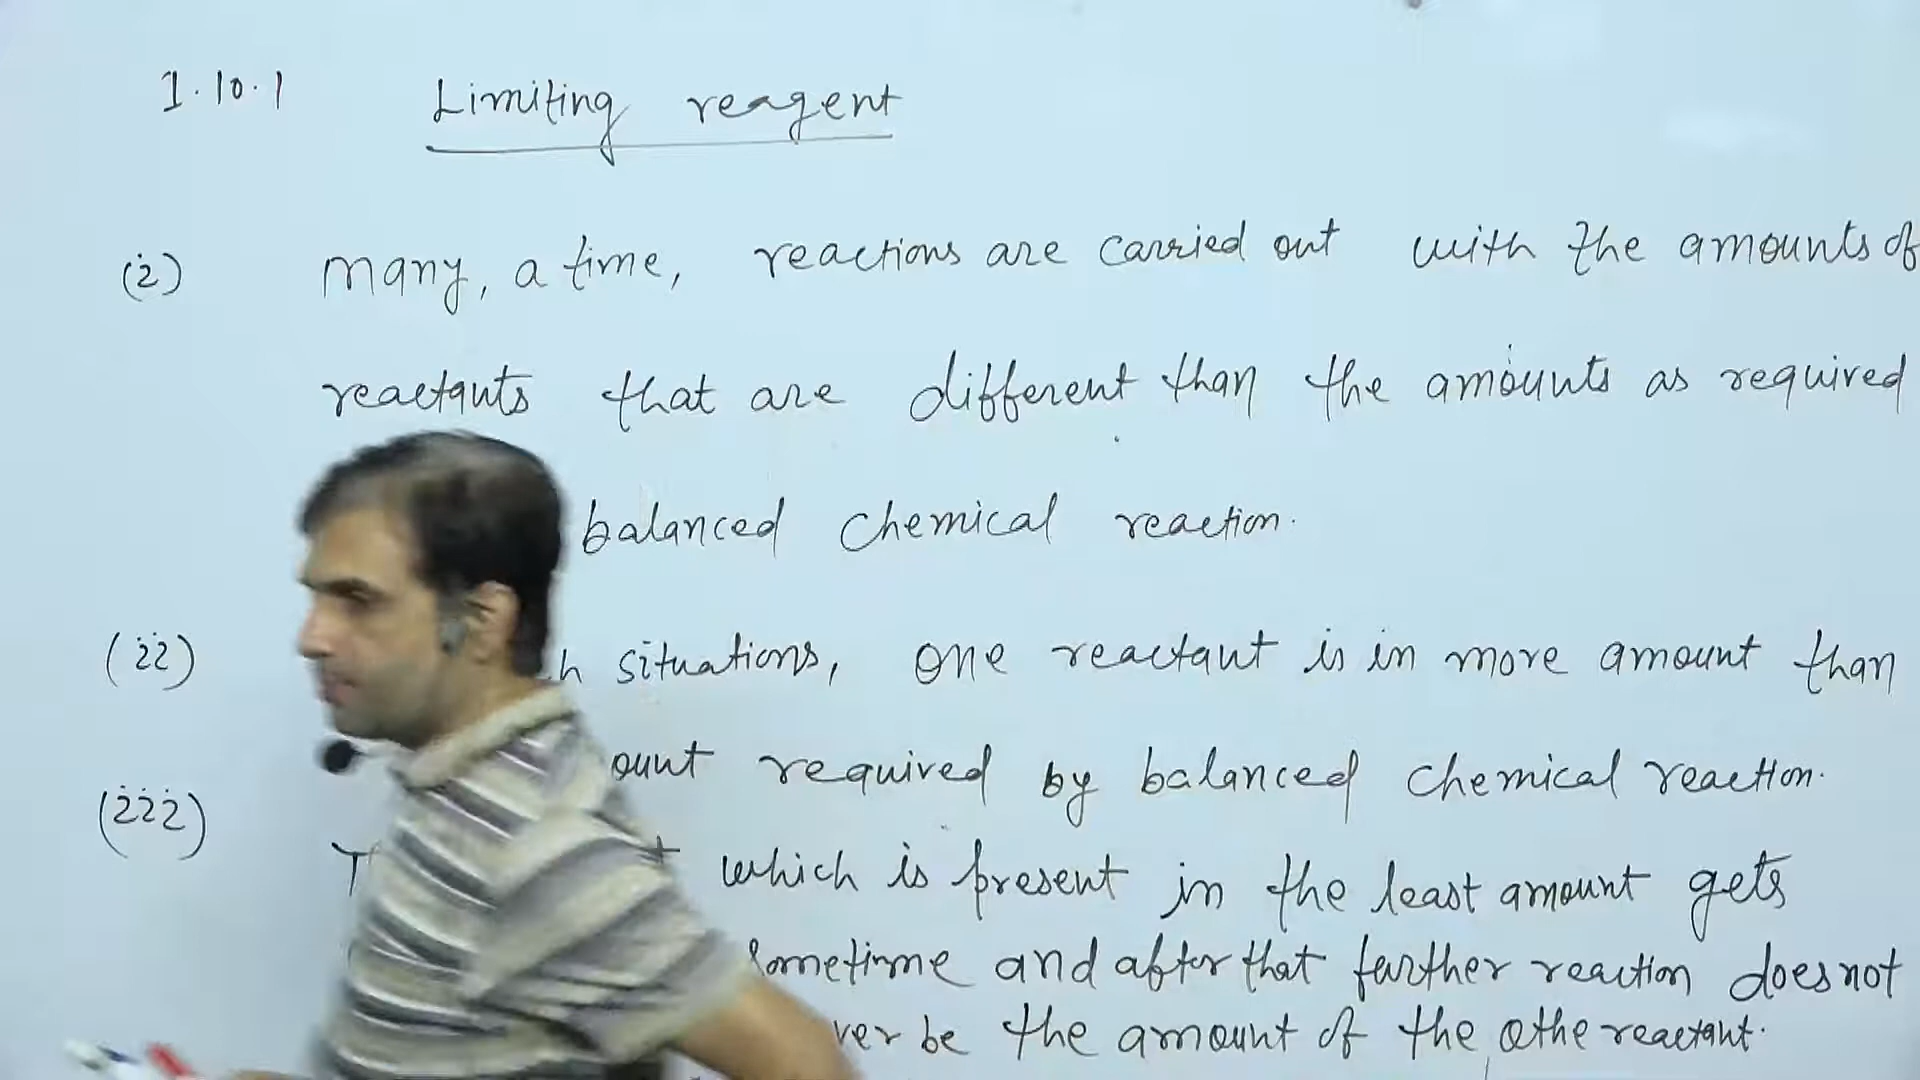 1.10.1 Limiting reagent
(i) Many, a time, reactions are carried out with the amounts of
reactants that are different than the amounts as required
balanced chemical reaction.
(ii) situations, one reactant is in more amount than
required by balanced chemical reaction.
(iii) which is present in the least amount gets
sometime and after that further reaction does not
be the amount of the othe reactant.